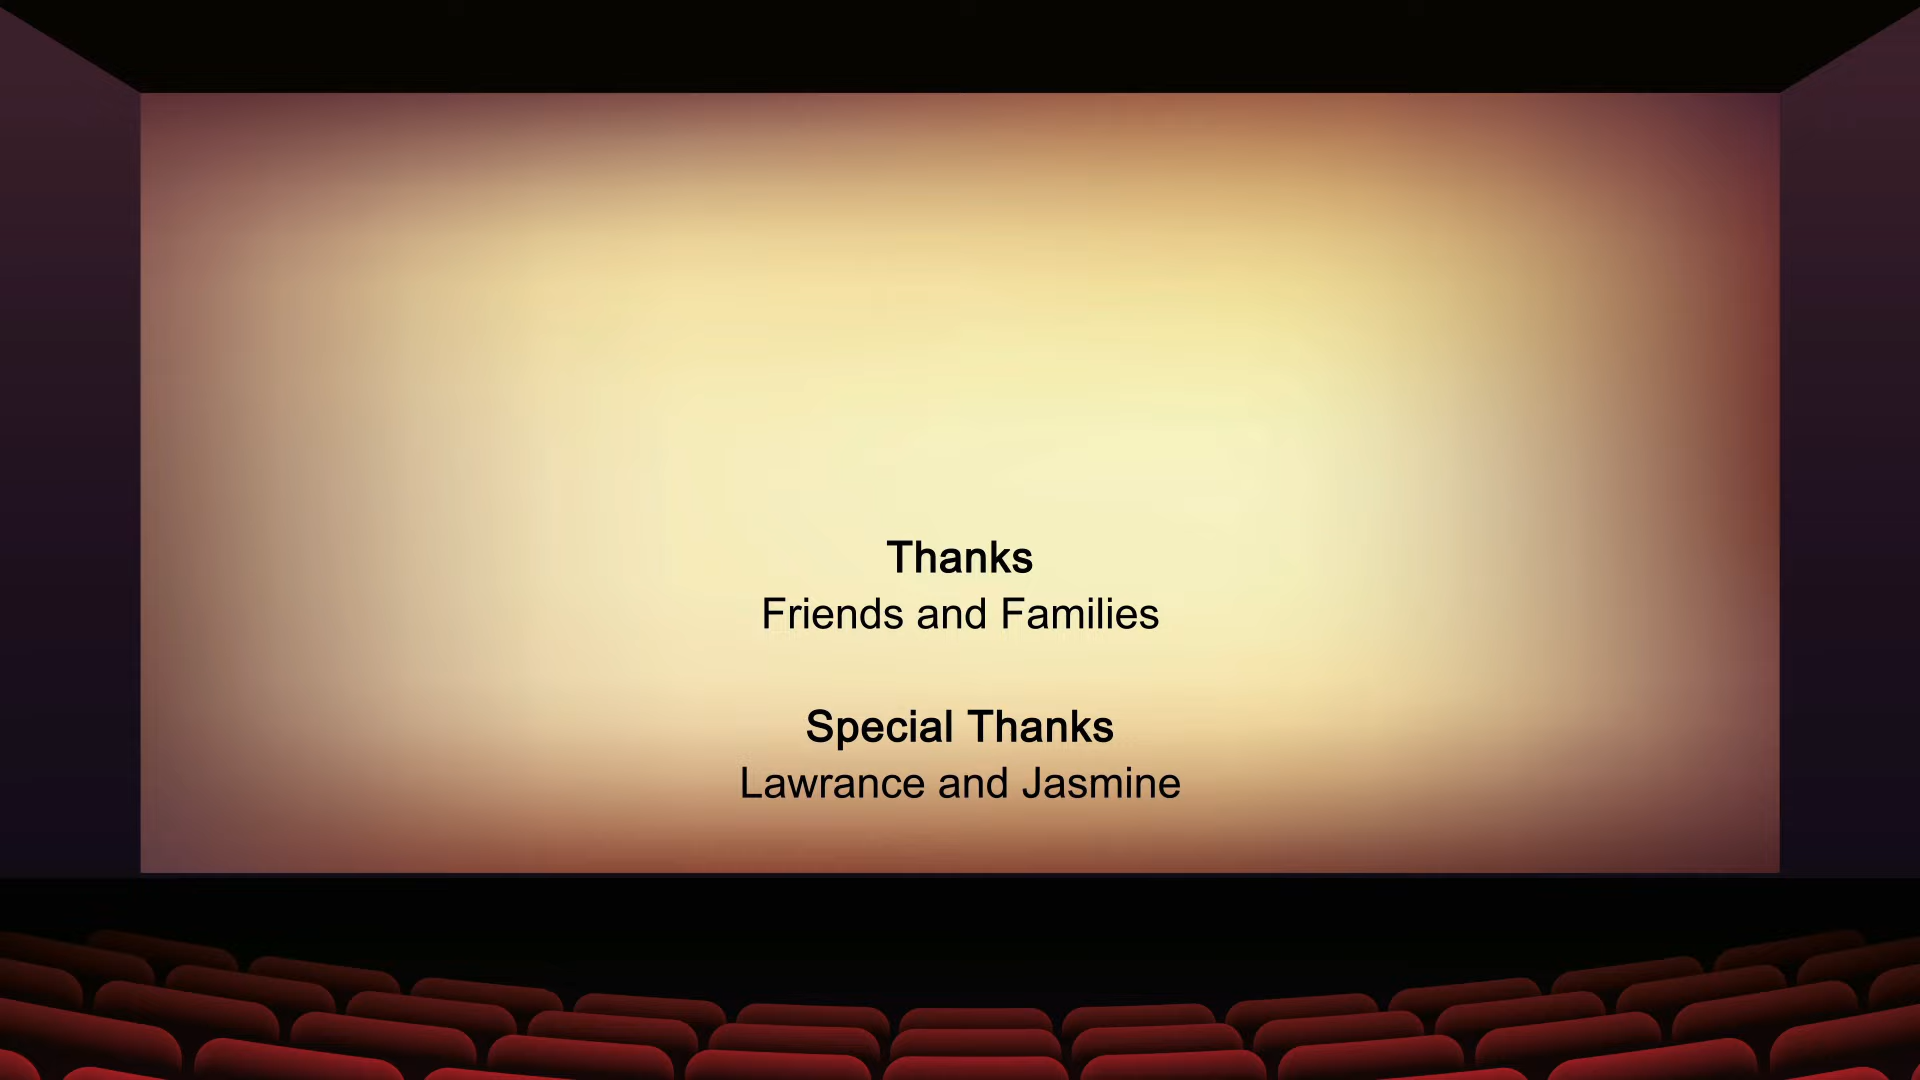 Thanks
Friends and Families
Special Thanks
Lawrance and Jasmine